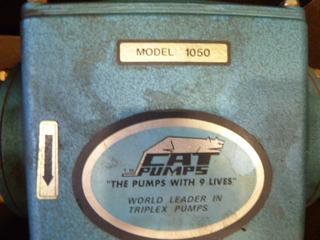 MODEL 1050
CAT
PUMPS
"THE PUMPS WITH 9 LIVES"
WORLD LEADER IN
TRIPLEX PUMPS